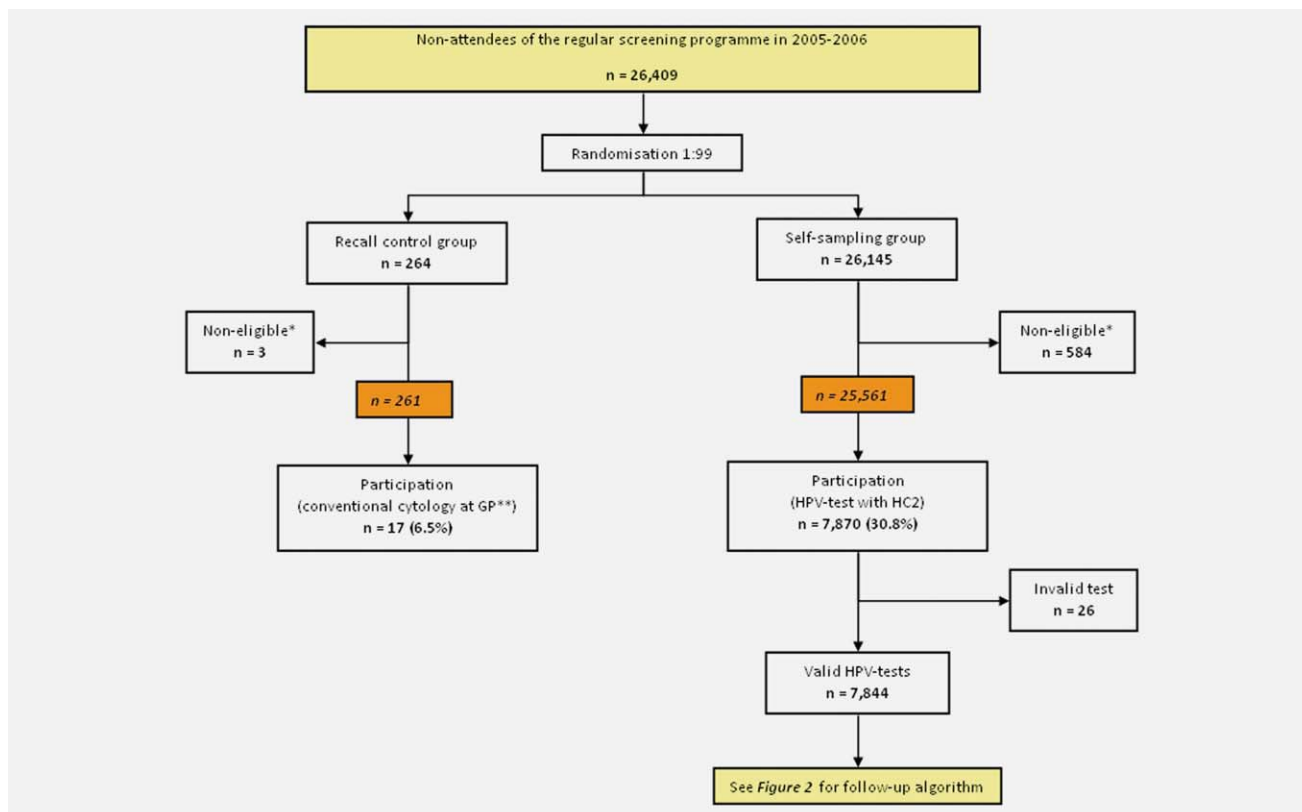 Non-attendees of the regular screening programme in 2005-2006
n = 26,409
Randomisation 1:99
Recall control group
n = 264
Self-sampling group
n = 26,145
Non-eligible*
n = 3
Non-eligible*
n = 584
n = 261
n = 25,561
Participation
(conventional cytology at GP**)
n = 17 (6.5%)
Participation
(HPV-test with HC2)
n = 7,870 (30.8%)
Invalid test
n = 26
Valid HPV-tests
n = 7,844
See Figure 2 for follow-up algorithm